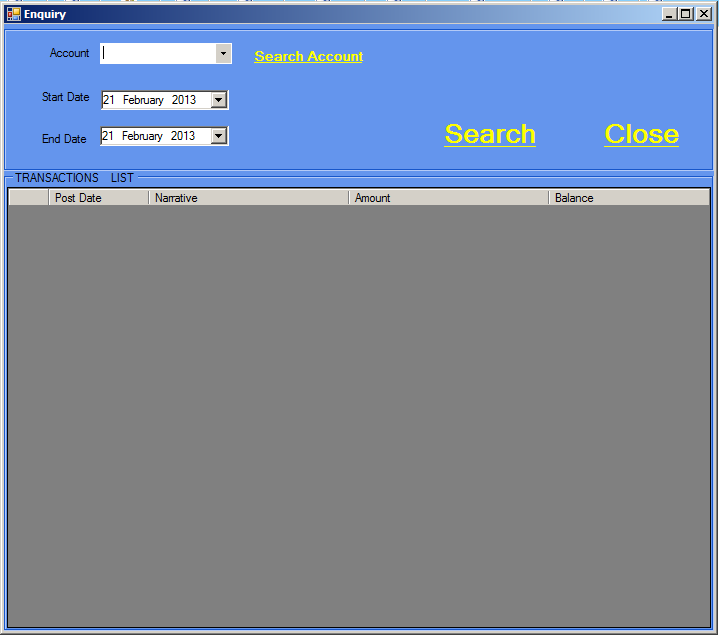 Enquiry
Account Search Account
Start Date 21 February 2013
End Date 21 February 2013
Search Close
TRANSACTIONS LIST
Post Date Narrative Amount Balance